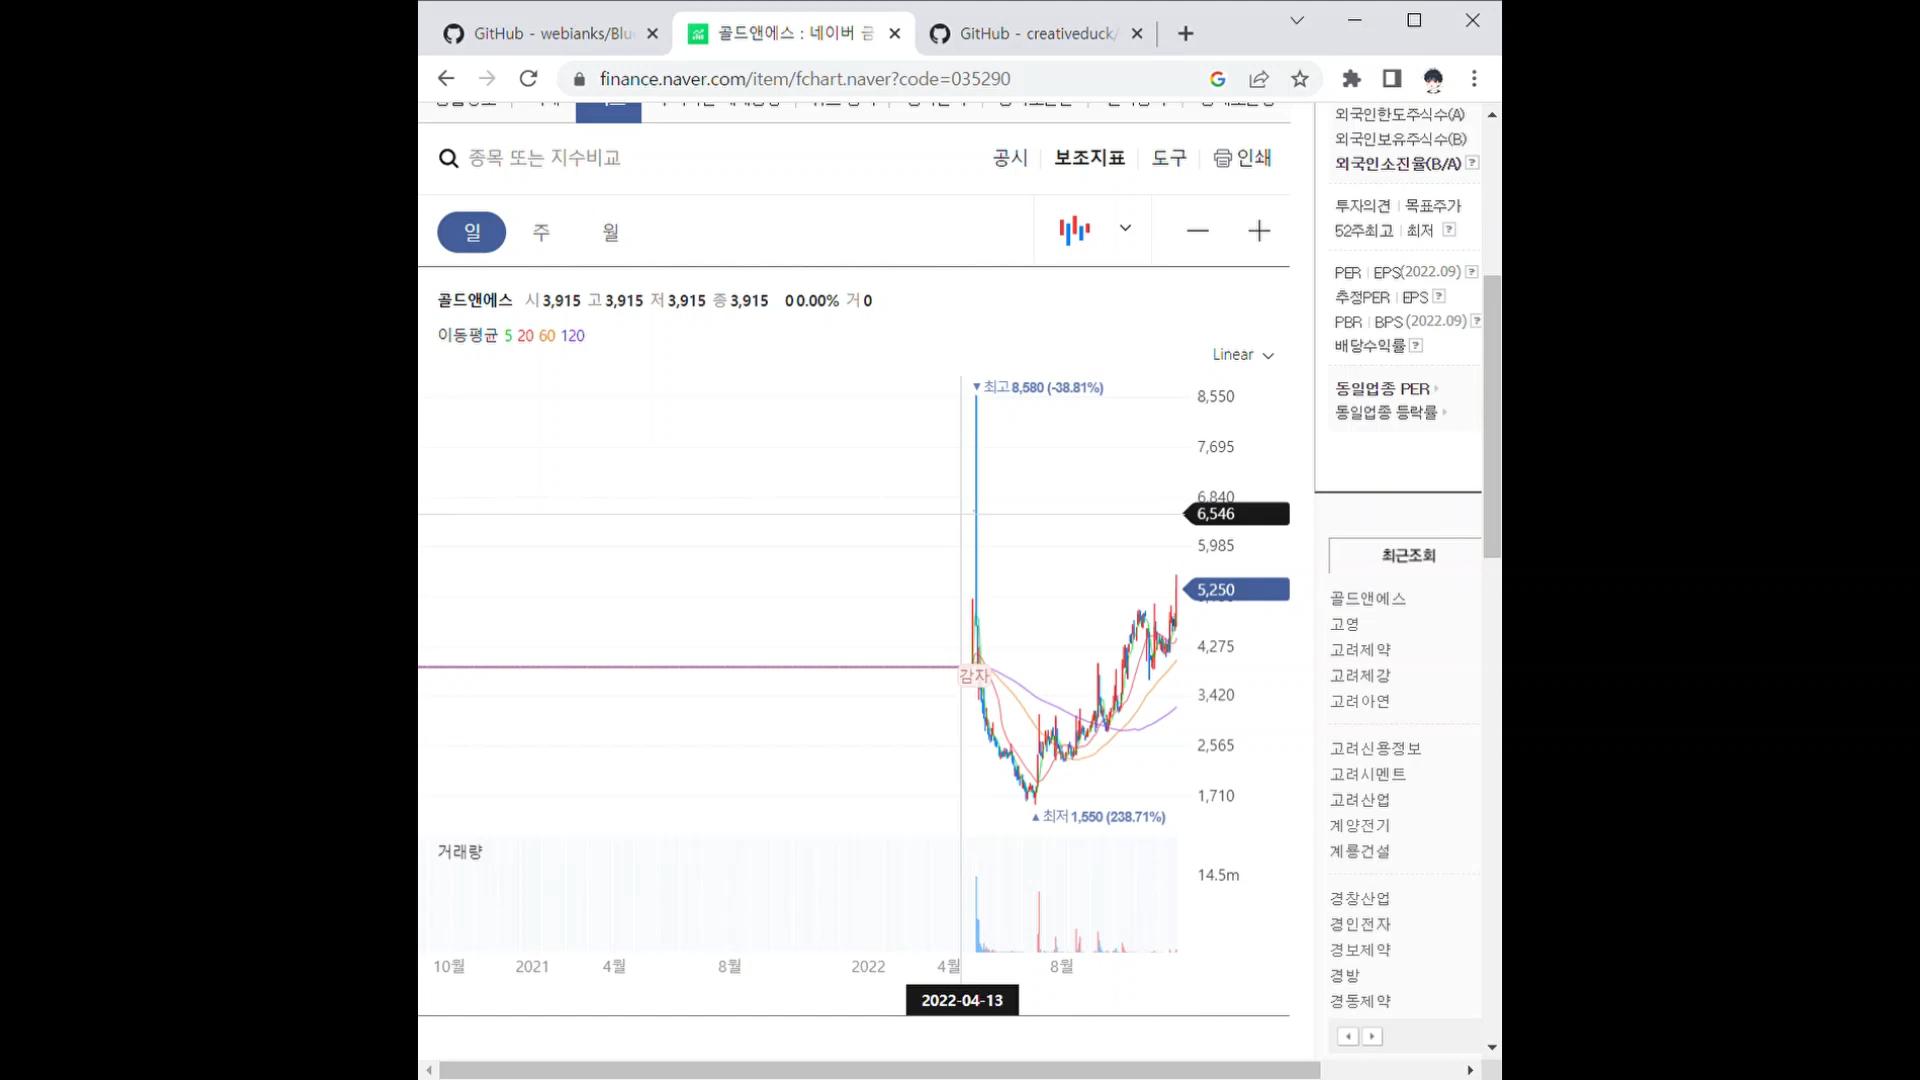 GitHub - webianks/Blu
골드앤에스 : 네이버 금
GitHub - creativeduck/
finance.naver.com/item/fchart.naver?code=035290
종목 또는 지수비교
공시
보조지표
도구
인쇄
일
주
월
골드앤에스 시 3,915 고 3,915 저 3,915 종 3,915 0 0.00% 거 0
이동평균 5 20 60 120
Linear
▼최고 8,580 (-38.81%)
8,550
7,695
6,840
6,546
5,985
5,250
4,275
감자
3,420
2,565
1,710
▲최저 1,550 (238.71%)
거래량
14.5m
10월
2021
4월
8월
2022
4월
8월
2022-04-13
외국인한도주식수(A)
외국인보유주식수(B)
외국인소진율(B/A) ?
투자의견 | 목표주가
52주최고 | 최저 ?
PER | EPS(2022.09) ?
추정PER | EPS ?
PBR | BPS (2022.09) ?
배당수익률 ?
동일업종 PER
동일업종 등락률
최근조회
골드앤에스
고영
고려제약
고려제강
고려아연
고려신용정보
고려시멘트
고려산업
계양전기
계룡건설
경창산업
경인전자
경보제약
경방
경동제약